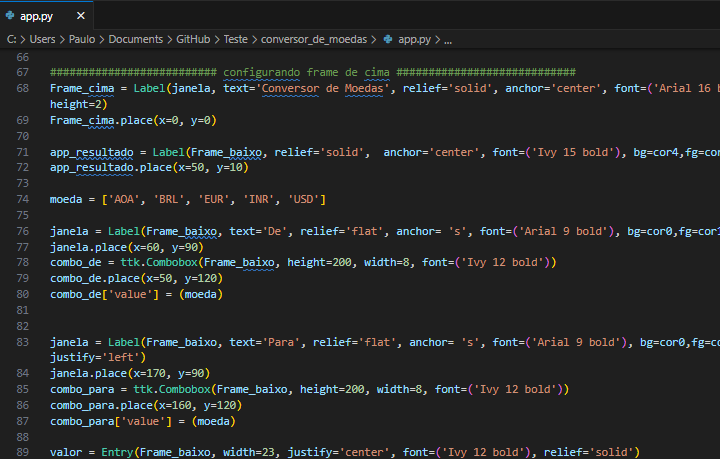 app.py
C: > Users > Paulo > Documents > GitHub > Teste > conversor_de_moedas > app.py > ...
66
67 ########################## configurando frame de cima ############################
68 Frame_cima = Label(janela, text='Conversor de Moedas', relief='solid', anchor='center', font=('Arial 16 b
height=2)
69 Frame_cima.place(x=0, y=0)
70
71 app_resultado = Label(Frame_baixo, relief='solid',  anchor='center', font=('Ivy 15 bold'), bg=cor4,fg=cor
72 app_resultado.place(x=50, y=10)
73
74 moeda = ['AOA', 'BRL', 'EUR', 'INR', 'USD']
75
76 janela = Label(Frame_baixo, text='De', relief='flat', anchor= 's', font=('Arial 9 bold'), bg=cor0,fg=cor1
77 janela.place(x=60, y=90)
78 combo_de = ttk.Combobox(Frame_baixo, height=200, width=8, font=('Ivy 12 bold'))
79 combo_de.place(x=50, y=120)
80 combo_de['value'] = (moeda)
81
82
83 janela = Label(Frame_baixo, text='Para', relief='flat', anchor= 's', font=('Arial 9 bold'), bg=cor0,fg=co
justify='left')
84 janela.place(x=170, y=90)
85 combo_para = ttk.Combobox(Frame_baixo, height=200, width=8, font=('Ivy 12 bold'))
86 combo_para.place(x=160, y=120)
87 combo_para['value'] = (moeda)
88
89 valor = Entry(Frame_baixo, width=23, justify='center', font=('Ivy 12 bold'), relief='solid')